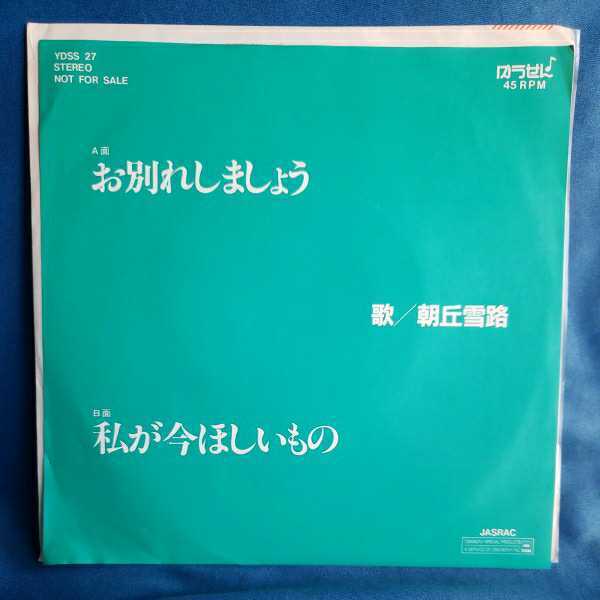 YDSS 27
STEREO
NOT FOR SALE
ゆうせん
45 RPM
A面
お別れしましょう
歌／朝丘雪路
B面
私が今ほしいもの
JASRAC